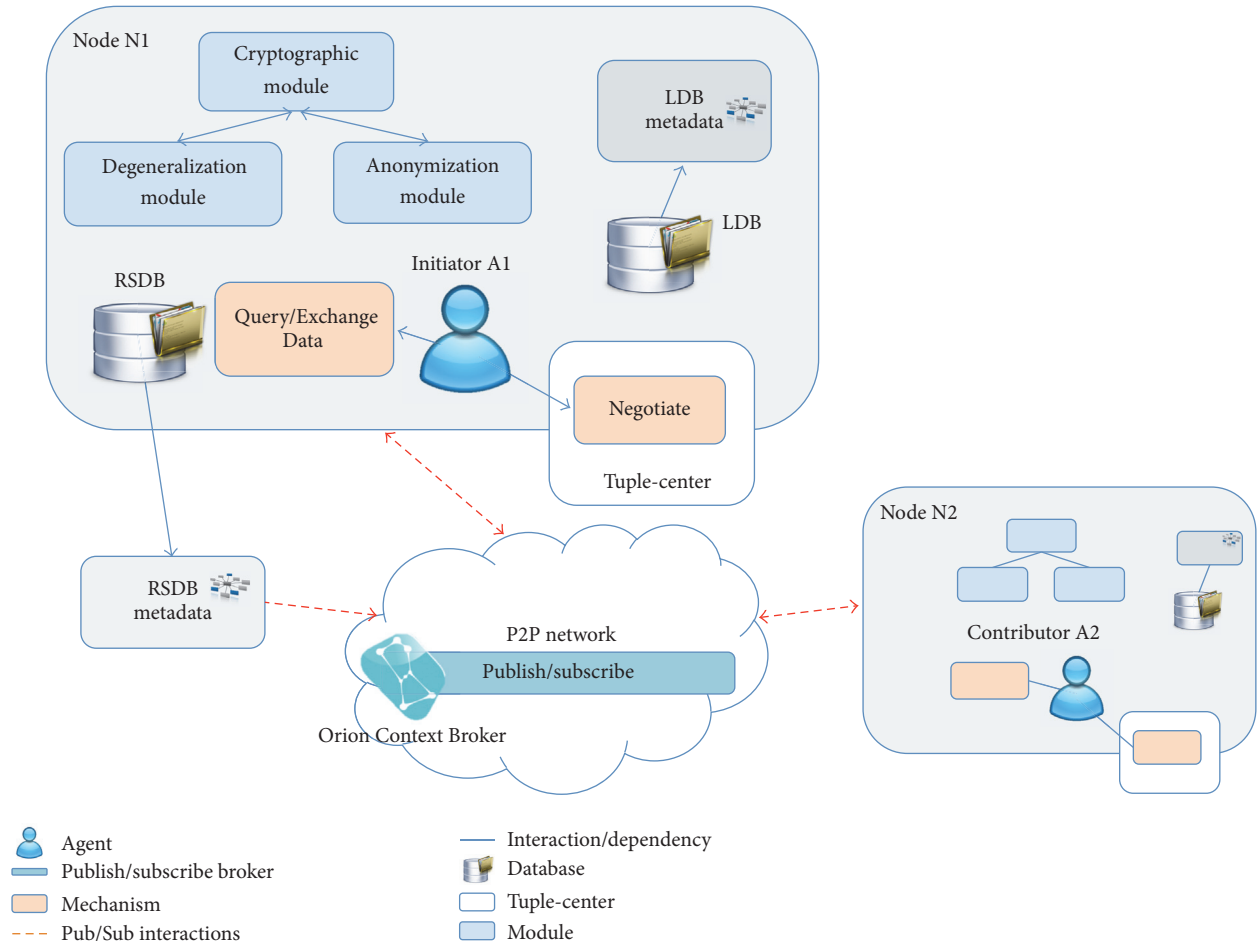 Node N1
Cryptographic
module
LDB
metadata
Degeneralization
module
Anonymization
module
LDB
RSDB
Initiator A1
Query/Exchange
Data
Negotiate
Tuple-center
Node N2
RSDB
metadata
Contributor A2
P2P network
Publish/subscribe
Orion Context Broker
Agent
Publish/subscribe broker
Mechanism
Pub/Sub interactions
Interaction/dependency
Database
Tuple-center
Module